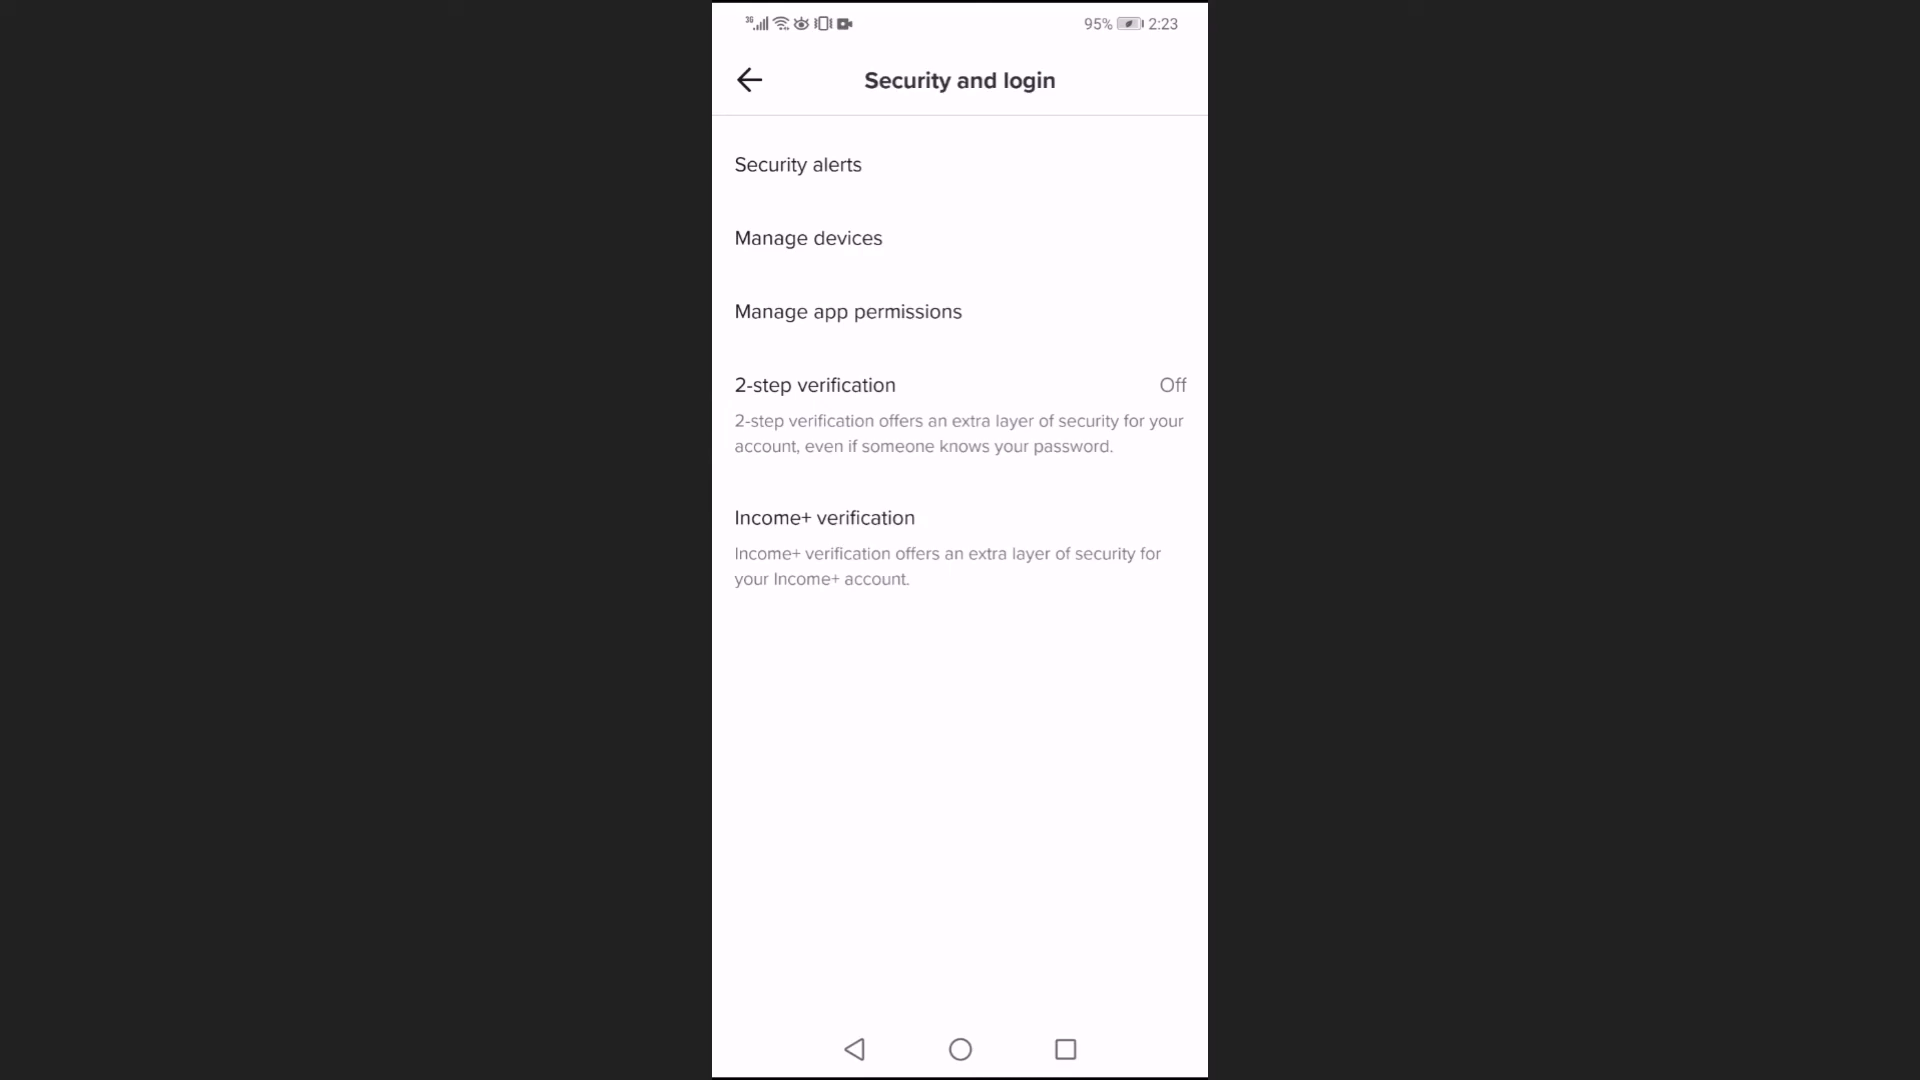 3G
95% 2:23
Security and login
Security alerts
Manage devices
Manage app permissions
2-step verification Off
2-step verification offers an extra layer of security for your
account, even if someone knows your password.
Income+ verification
Income+ verification offers an extra layer of security for
your Income+ account.